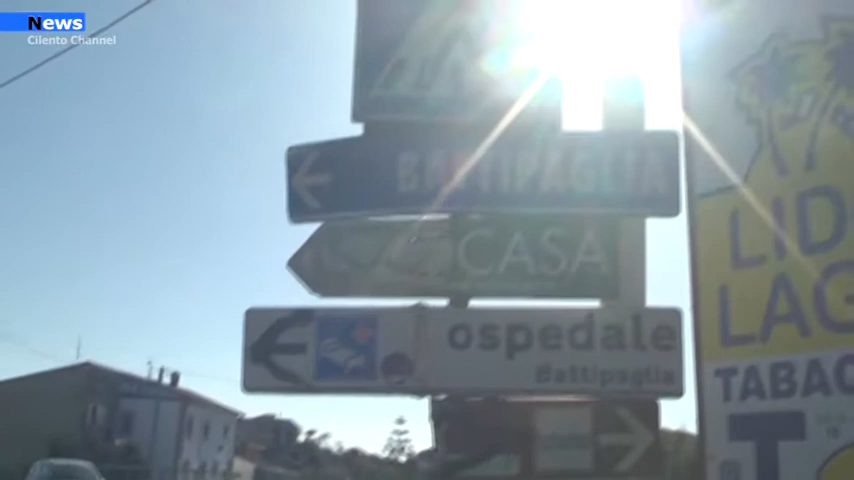 News
Cilento Channel
BATTIPAGLIA
CASA
ospedale
Battipaglia
LID
LAG
TABAC
T